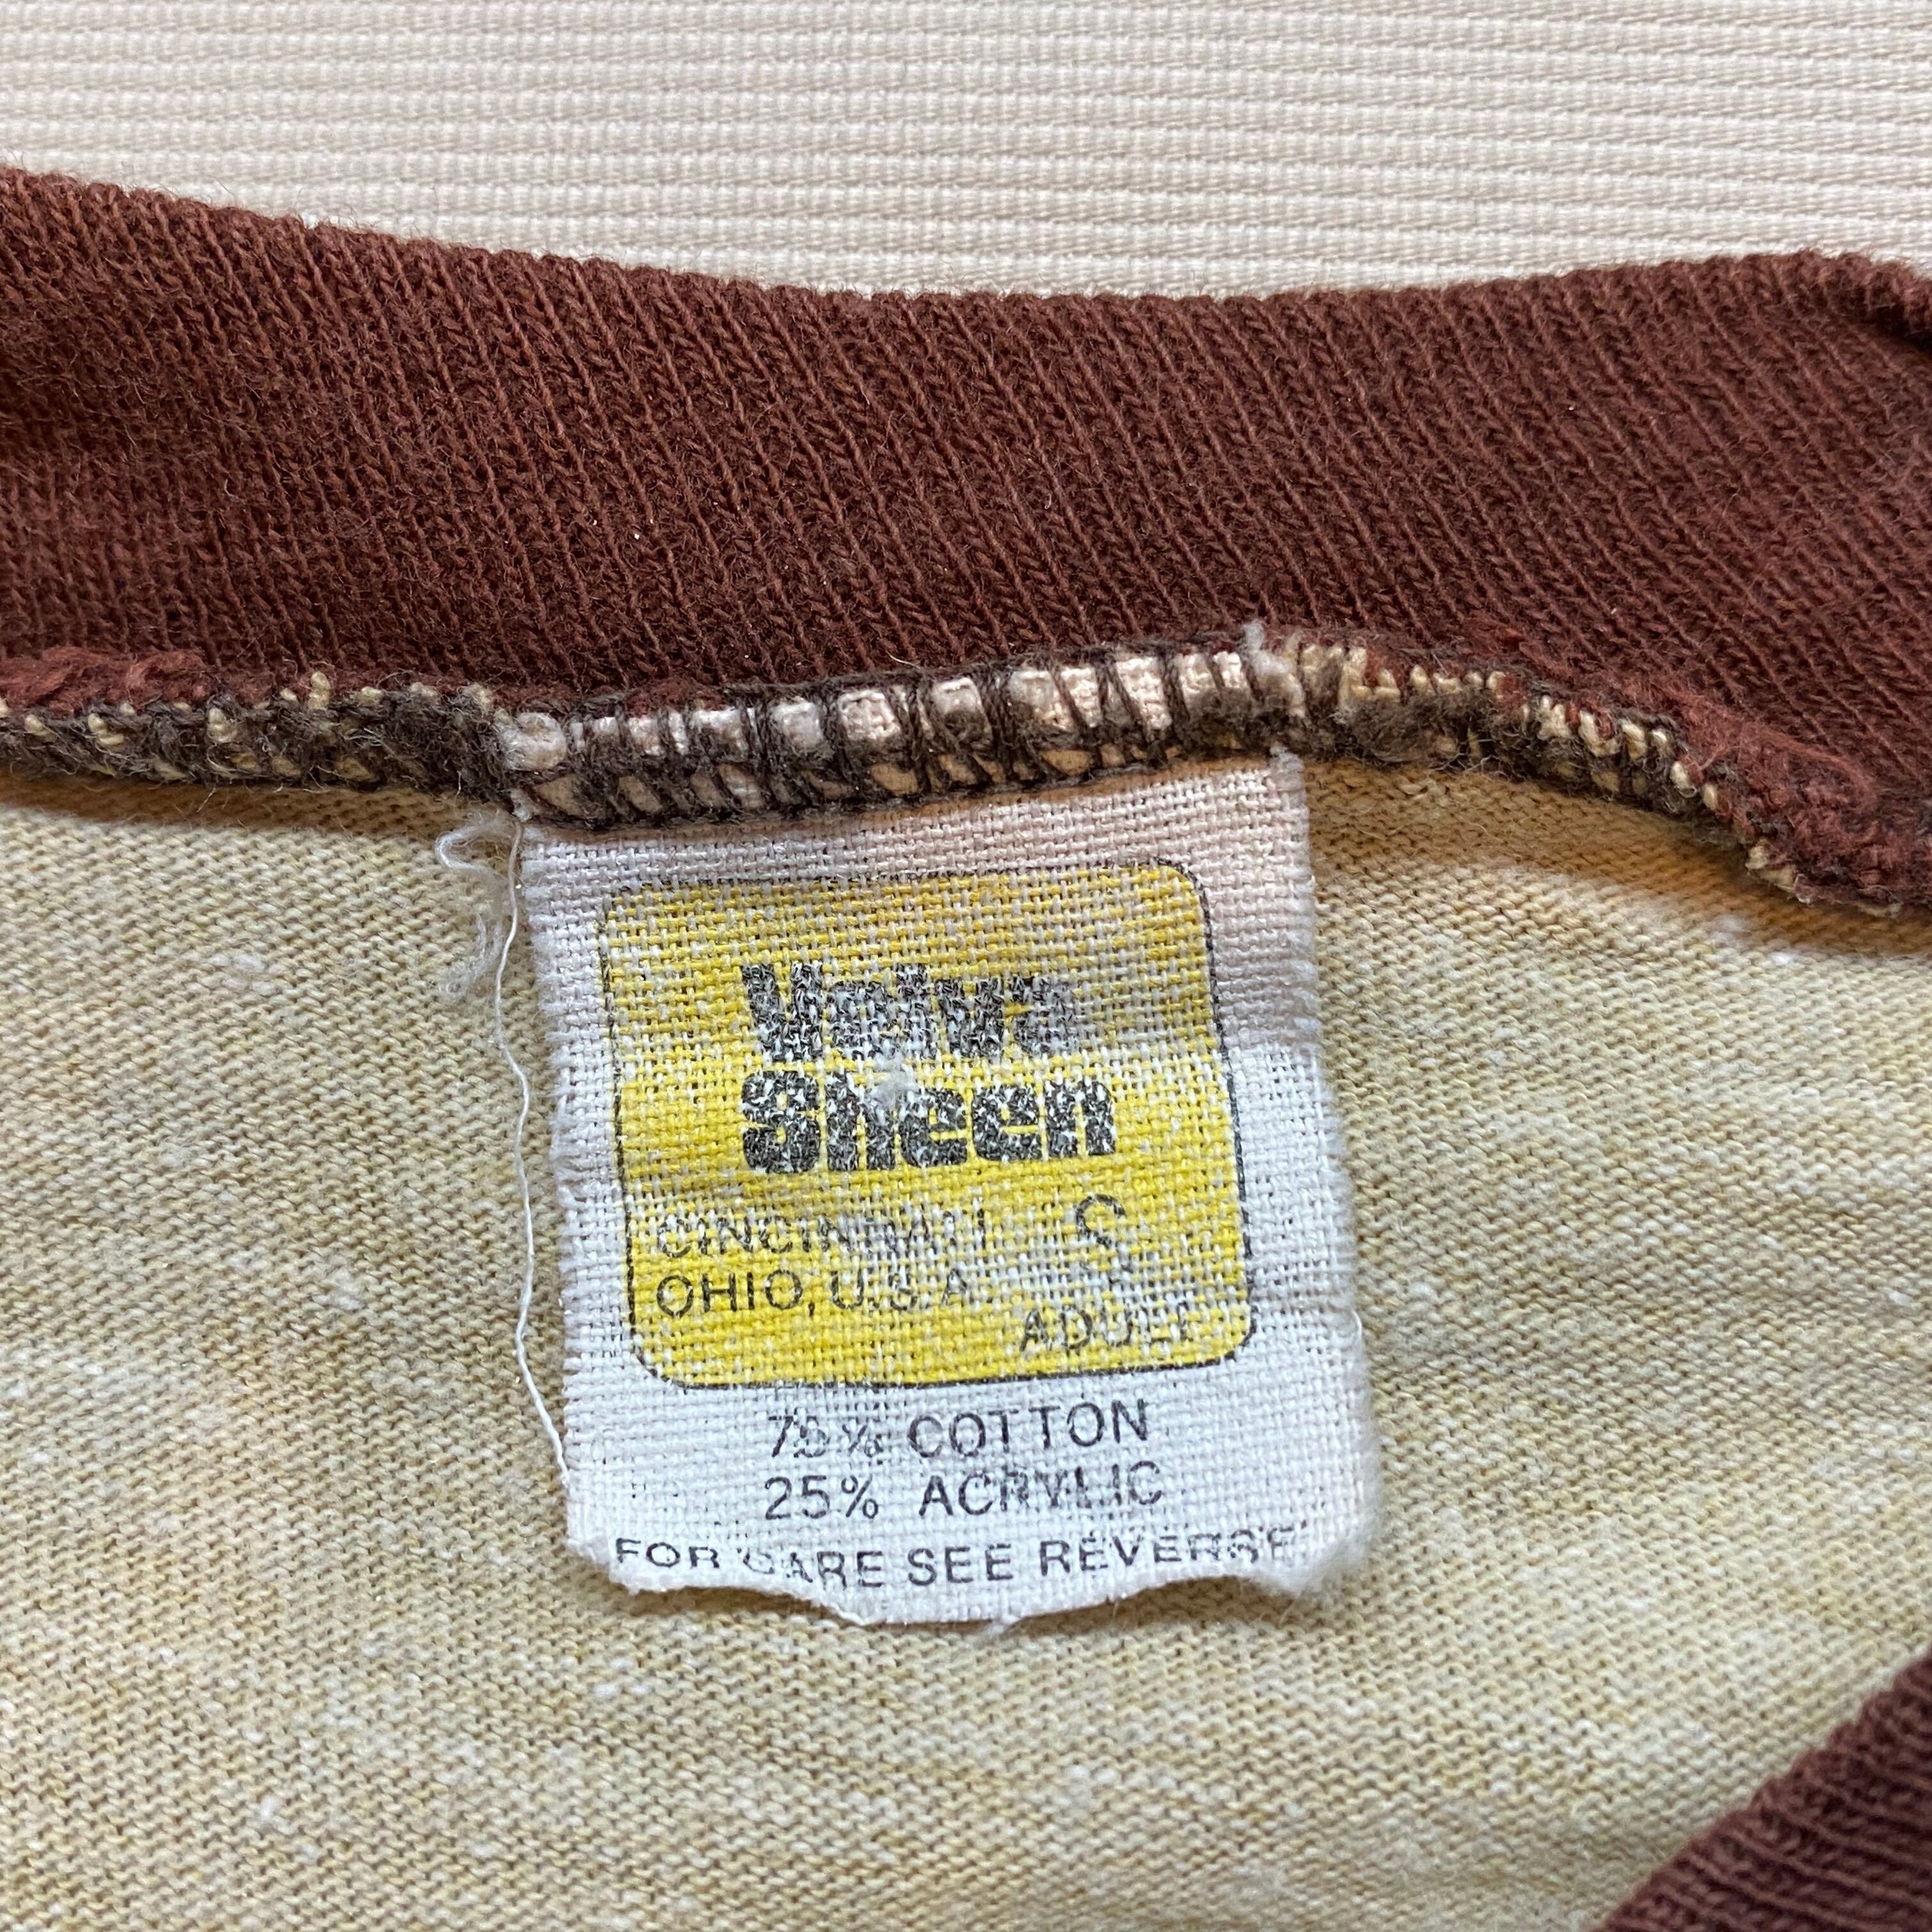 Velva
Sheen
CINCINNATI
OHIO, U.S.A.
S
ADULT
75% COTTON
25% ACRYLIC
FOR CARE SEE REVERSE